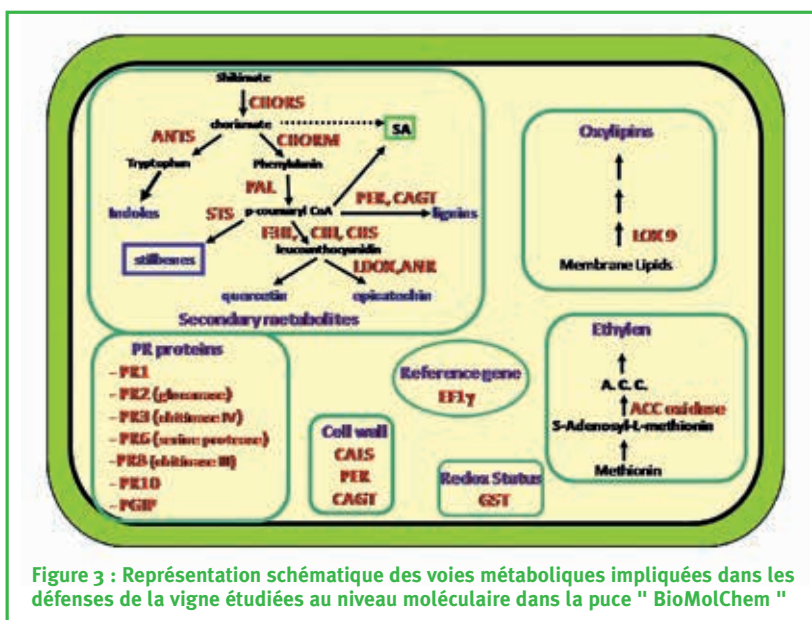 Shikimate
CHORS
chorismate
SA
ANTS
CHORM
Tryptophan
Phenylalanin
PAL
PER, CAGT
Indoles
STS
p-coumaryl CoA
lignins
F3H, CHI, CHS
stilbenes
leucoanthocyanidin
LDOX, ANR
quercetin
epicatechin
Secondary metabolites
Oxylipins
LOX 9
Membrane Lipids
PR proteins
- PR1
- PR2 (glucanase)
- PR3 (chitinase IV)
- PR6 (serine protease)
- PR8 (chitinase III)
- PR10
- PGIP
Reference gene
EF1γ
Cell wall
CAIS
PER
CAGT
Redox Status
GST
Ethylen
A. C. C.
ACC oxidase
S-Adenosyl-L-methionin
Methionin
Figure 3 : Représentation schématique des voies métaboliques impliquées dans les
défenses de la vigne étudiées au niveau moléculaire dans la puce " BioMolChem "